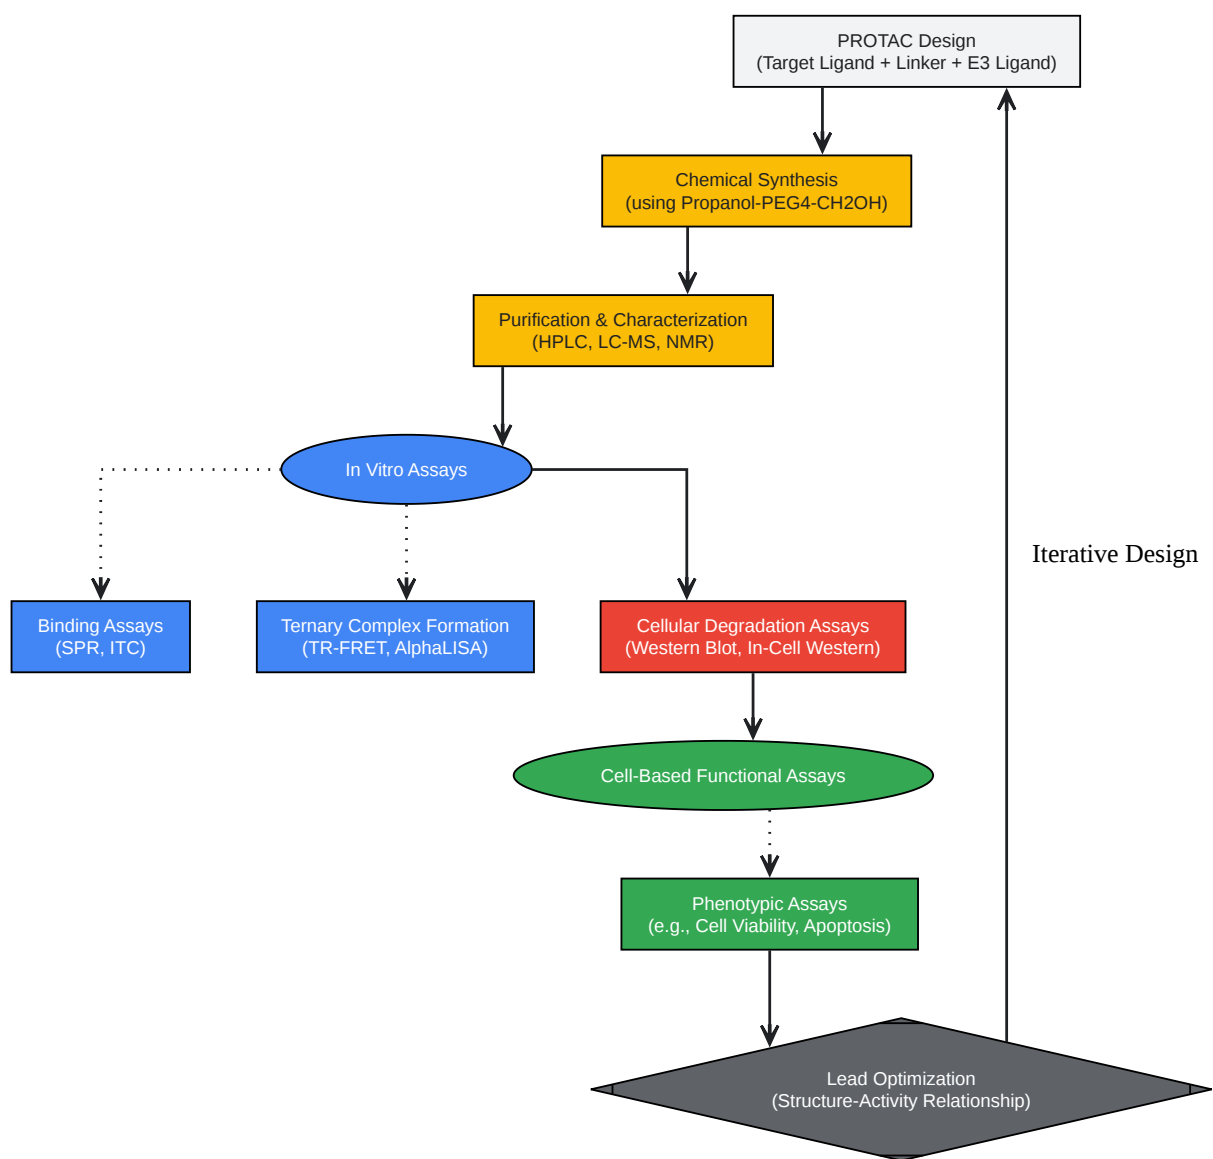 PROTAC Design
(Target Ligand + Linker + E3 Ligand)
Chemical Synthesis
(using Propanol-PEG4-CH2OH)
Purification & Characterization
(HPLC, LC-MS, NMR)
In Vitro Assays
Iterative Design
Binding Assays
(SPR, ITC)
Ternary Complex Formation
(TR-FRET, AlphaLISA)
Cellular Degradation Assays
(Western Blot, In-Cell Western)
Cell-Based Functional Assays
Phenotypic Assays
(e.g., Cell Viability, Apoptosis)
Lead Optimization
(Structure-Activity Relationship)